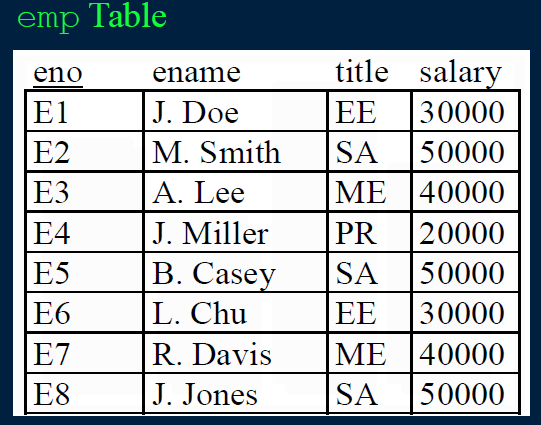 emp Table
eno ename title salary
E1 J. Doe EE 30000
E2 M. Smith SA 50000
E3 A. Lee ME 40000
E4 J. Miller PR 20000
E5 B. Casey SA 50000
E6 L. Chu EE 30000
E7 R. Davis ME 40000
E8 J. Jones SA 50000